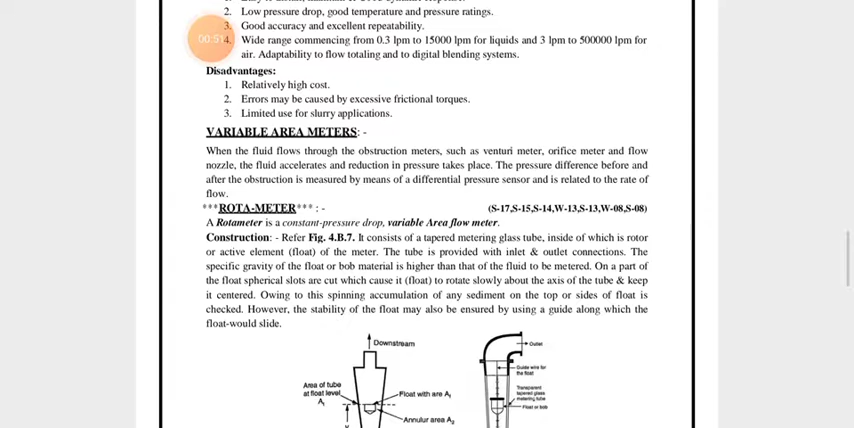 2. Low pressure drop, good temperature and pressure ratings.
3. Good accuracy and excellent repeatability.
00:51 4. Wide range commencing from 0.3 lpm to 15000 lpm for liquids and 3 lpm to 500000 lpm for
air. Adaptability to flow totaling and to digital blending systems.
Disadvantages:
1. Relatively high cost.
2. Errors may be caused by excessive frictional torques.
3. Limited use for slurry applications.
VARIABLE AREA METERS: -
When the fluid flows through the obstruction meters, such as venturi meter, orifice meter and flow
nozzle, the fluid accelerates and reduction in pressure takes place. The pressure difference before and
after the obstruction is measured by means of a differential pressure sensor and is related to the rate of
flow.
***ROTA-METER*** : - (S-17,S-15,S-14,W-13,S-13,W-08,S-08)
A Rotameter is a constant-pressure drop, variable Area flow meter.
Construction: - Refer Fig. 4.B.7. It consists of a tapered metering glass tube, inside of which is rotor
or active element (float) of the meter. The tube is provided with inlet & outlet connections. The
specific gravity of the float or bob material is higher than that of the fluid to be metered. On a part of
the float spherical slots are cut which cause it (float) to rotate slowly about the axis of the tube & keep
it centered. Owing to this spinning accumulation of any sediment on the top or sides of float is
checked. However, the stability of the float may also be ensured by using a guide along which the
float-would slide.
Downstream
Area of tube
at float level
At
Float with are Af
Annulur area A2
y
Outlet
Guide wire for
the float
Transparent
tapered glass
metering tube
Float or bob